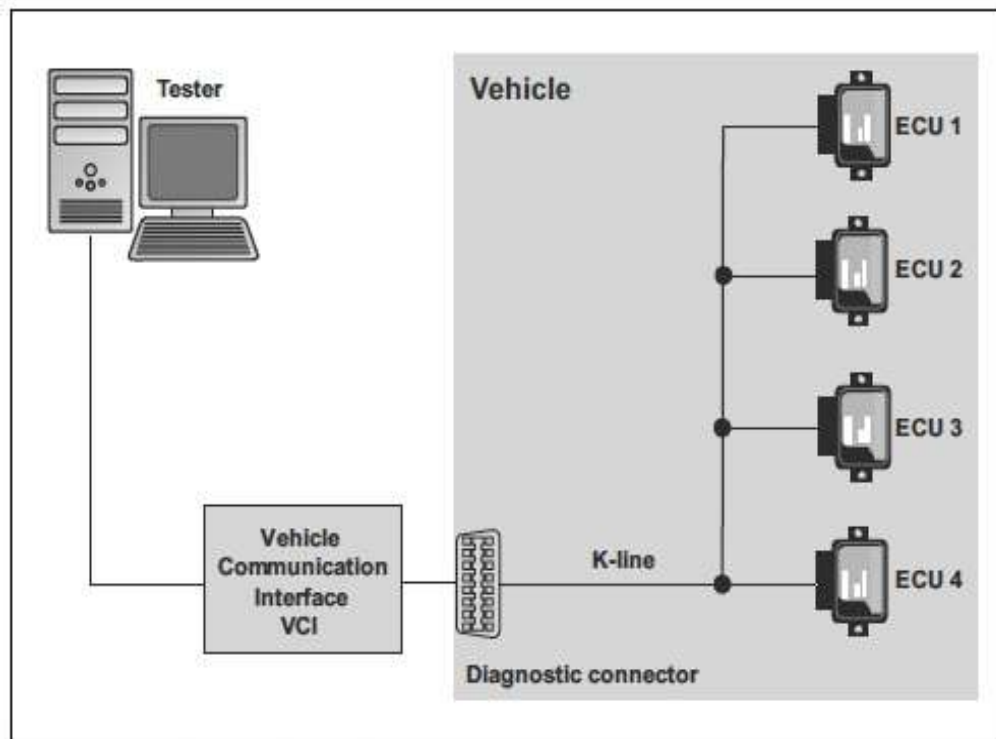 Tester
Vehicle
ECU 1
ECU 2
ECU 3
ECU 4
Vehicle
Communication
Interface
VCI
K-line
Diagnostic connector